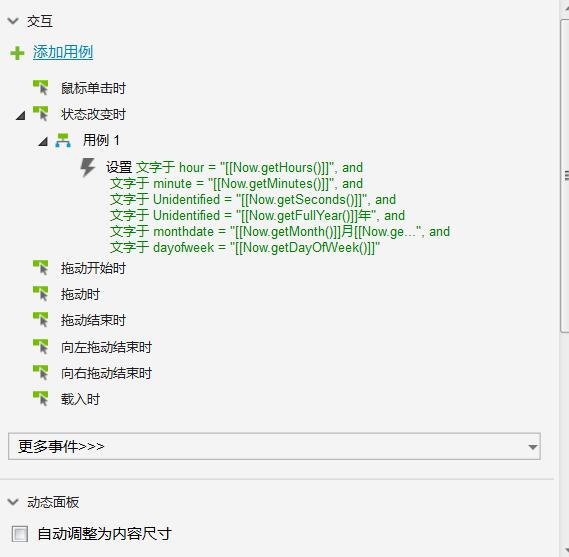 交互
添加用例
鼠标单击时
状态改变时
用例 1
设置 文字于 hour = "[[Now.getHours()]]", and
文字于 minute = "[[Now.getMinutes()]]", and
文字于 Unidentified = "[[Now.getSeconds()]]", and
文字于 Unidentified = "[[Now.getFullYear()]]年", and
文字于 monthdate = "[[Now.getMonth()]]月[[Now.ge...", and
文字于 dayofweek = "[[Now.getDayOfWeek()]]"
拖动开始时
拖动时
拖动结束时
向左拖动结束时
向右拖动结束时
载入时
更多事件>>>
动态面板
自动调整为内容尺寸